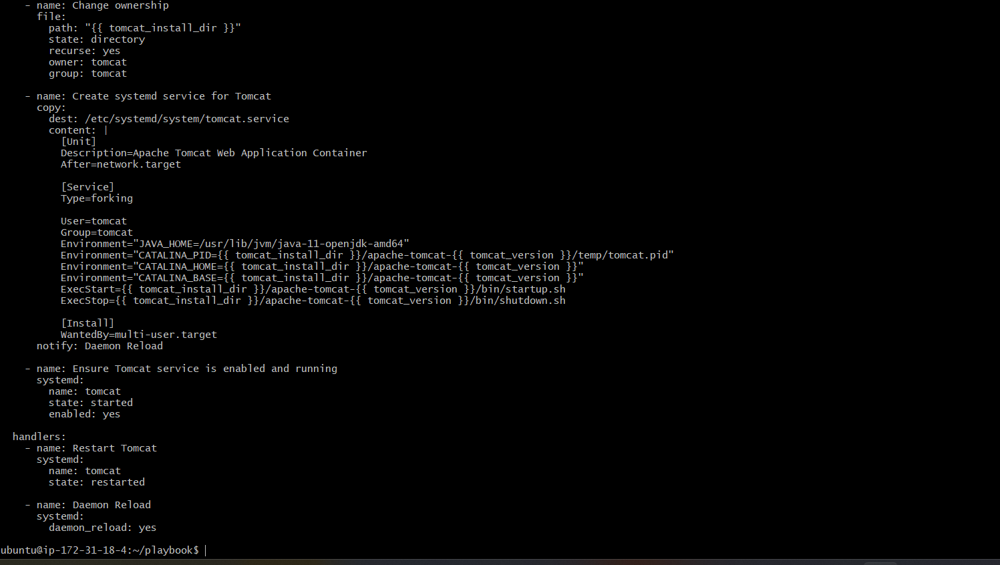 - name: Change ownership
      file:
        path: "{{ tomcat_install_dir }}"
        state: directory
        recurse: yes
        owner: tomcat
        group: tomcat

    - name: Create systemd service for Tomcat
      copy:
        dest: /etc/systemd/system/tomcat.service
        content: |
          [Unit]
          Description=Apache Tomcat Web Application Container
          After=network.target

          [Service]
          Type=forking

          User=tomcat
          Group=tomcat
          Environment="JAVA_HOME=/usr/lib/jvm/java-11-openjdk-amd64"
          Environment="CATALINA_PID={{ tomcat_install_dir }}/apache-tomcat-{{ tomcat_version }}/temp/tomcat.pid"
          Environment="CATALINA_HOME={{ tomcat_install_dir }}/apache-tomcat-{{ tomcat_version }}"
          Environment="CATALINA_BASE={{ tomcat_install_dir }}/apache-tomcat-{{ tomcat_version }}"
          ExecStart={{ tomcat_install_dir }}/apache-tomcat-{{ tomcat_version }}/bin/startup.sh
          ExecStop={{ tomcat_install_dir }}/apache-tomcat-{{ tomcat_version }}/bin/shutdown.sh

          [Install]
          WantedBy=multi-user.target
      notify: Daemon Reload

    - name: Ensure Tomcat service is enabled and running
      systemd:
        name: tomcat
        state: started
        enabled: yes

  handlers:
    - name: Restart Tomcat
      systemd:
        name: tomcat
        state: restarted

    - name: Daemon Reload
      systemd:
        daemon_reload: yes

ubuntu@ip-172-31-18-4:~/playbook$